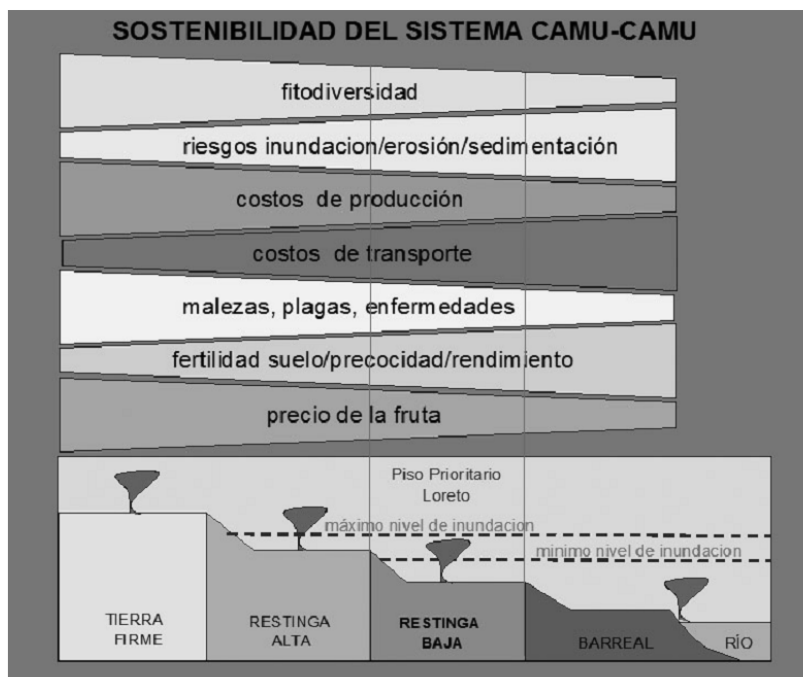 SOSTENIBILIDAD DEL SISTEMA CAMU-CAMU
fitodiversidad
riesgos inundacion/erosión/sedimentación
costos de producción
costos de transporte
malezas, plagas, enfermedades
fertilidad suelo/precocidad/rendimiento
precio de la fruta
Piso Prioritario
Loreto
máximo nivel de inundacion
minimo nivel de inundacion
TIERRA
FIRME
RESTINGA
ALTA
RESTINGA
BAJA
BARREAL
RÍO